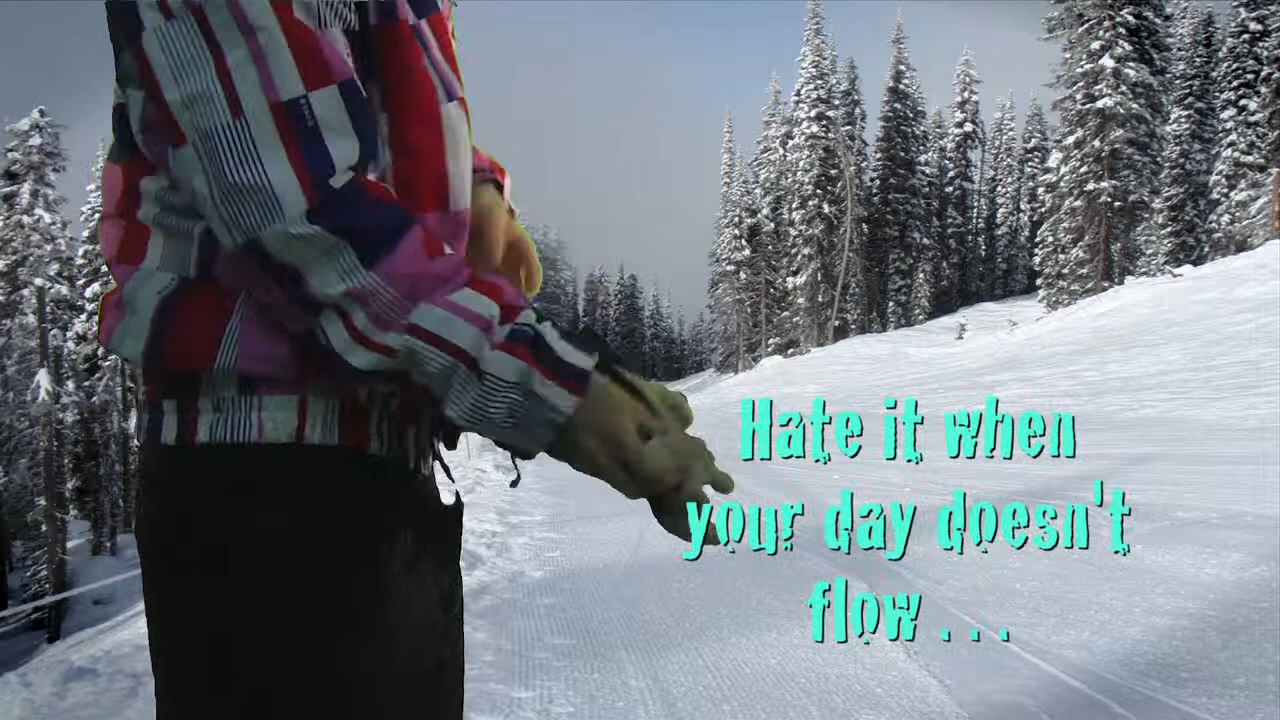 Hate it when
your day doesn't
flow . . .